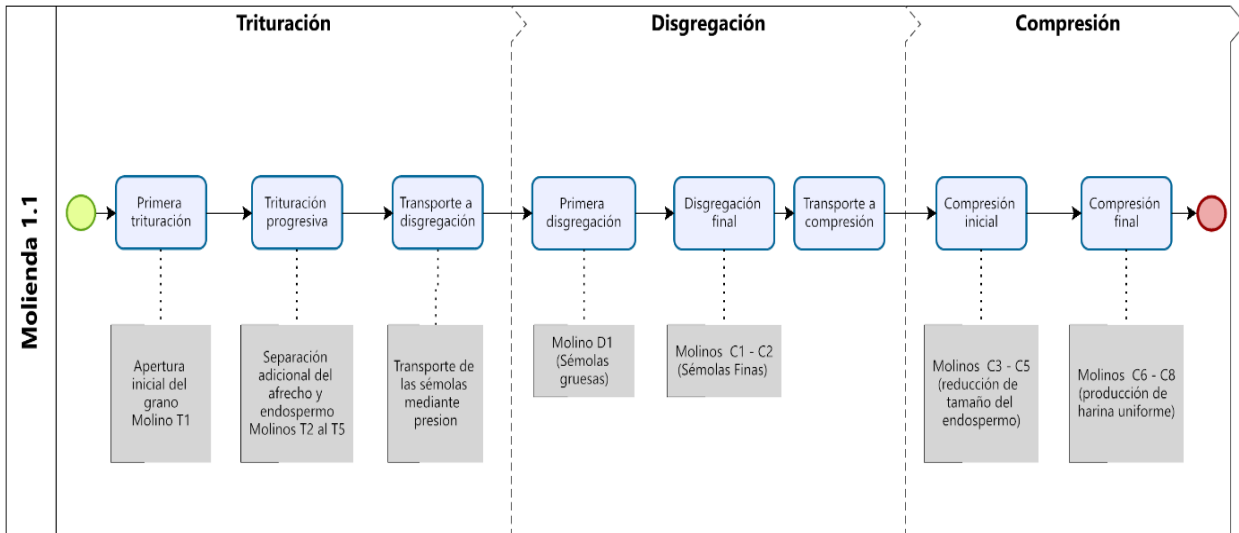 Trituración
Disgregación
Compresión
Molienda 1.1
Primera
trituración
Trituración
progresiva
Transporte a
disgregación
Primera
disgregación
Disgregación
final
Transporte a
compresión
Compresión
inicial
Compresión
final
Apertura
inicial del
grano
Molino T1
Separación
adicional del
afrecho y
endospermo
Molinos T2 al T5
Transporte de
las sémolas
mediante
presion
Molino D1
(Sémolas
gruesas)
Molinos C1 - C2
(Sémolas Finas)
Molinos C3 - C5
(reducción de
tamaño del
endospermo)
Molinos C6 - C8
(producción de
harina uniforme)